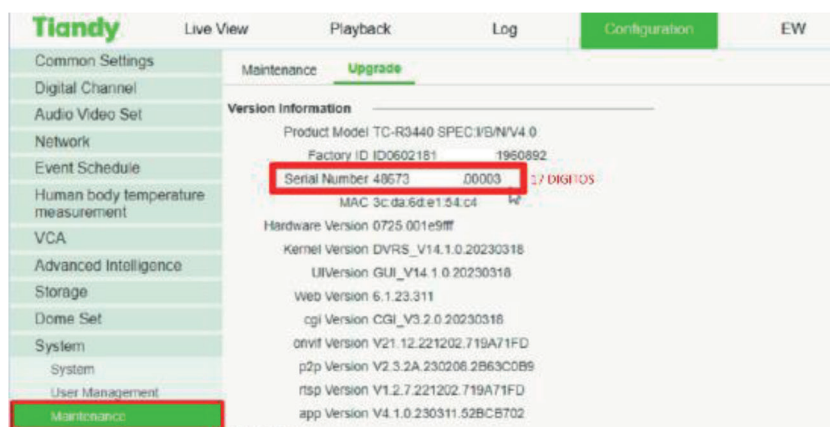 Tiandy
Live View
Playback
Log
Configuration
EW
Common Settings
Digital Channel
Audio Video Set
Network
Event Schedule
Human body temperature
measurement
VCA
Advanced Intelligence
Storage
Dome Set
System
System
User Management
Maintenance
Maintenance
Upgrade
Version Information
Product Model TC-R3440 SPEC:I/B/N/V4.0
Factory ID ID0602181 1960892
Serial Number 48673 .00003 17 DIGITOS
MAC 3c:da:6d:e1:54:c4
Hardware Version 0725 001e9fff
Kernel Version DVRS_V14.1.0.20230318
UIVersion GUI_V14.1.0.20230318
Web Version 6.1.23.311
cgi Version CGI_V3.2.0.20230318
onvif Version V21.12.221202.719A71FD
p2p Version V2.3.2A.230208.2B63C0B9
rtsp Version V1.2.7.221202.719A71FD
app Version V4.1.0.230311.52BCB702